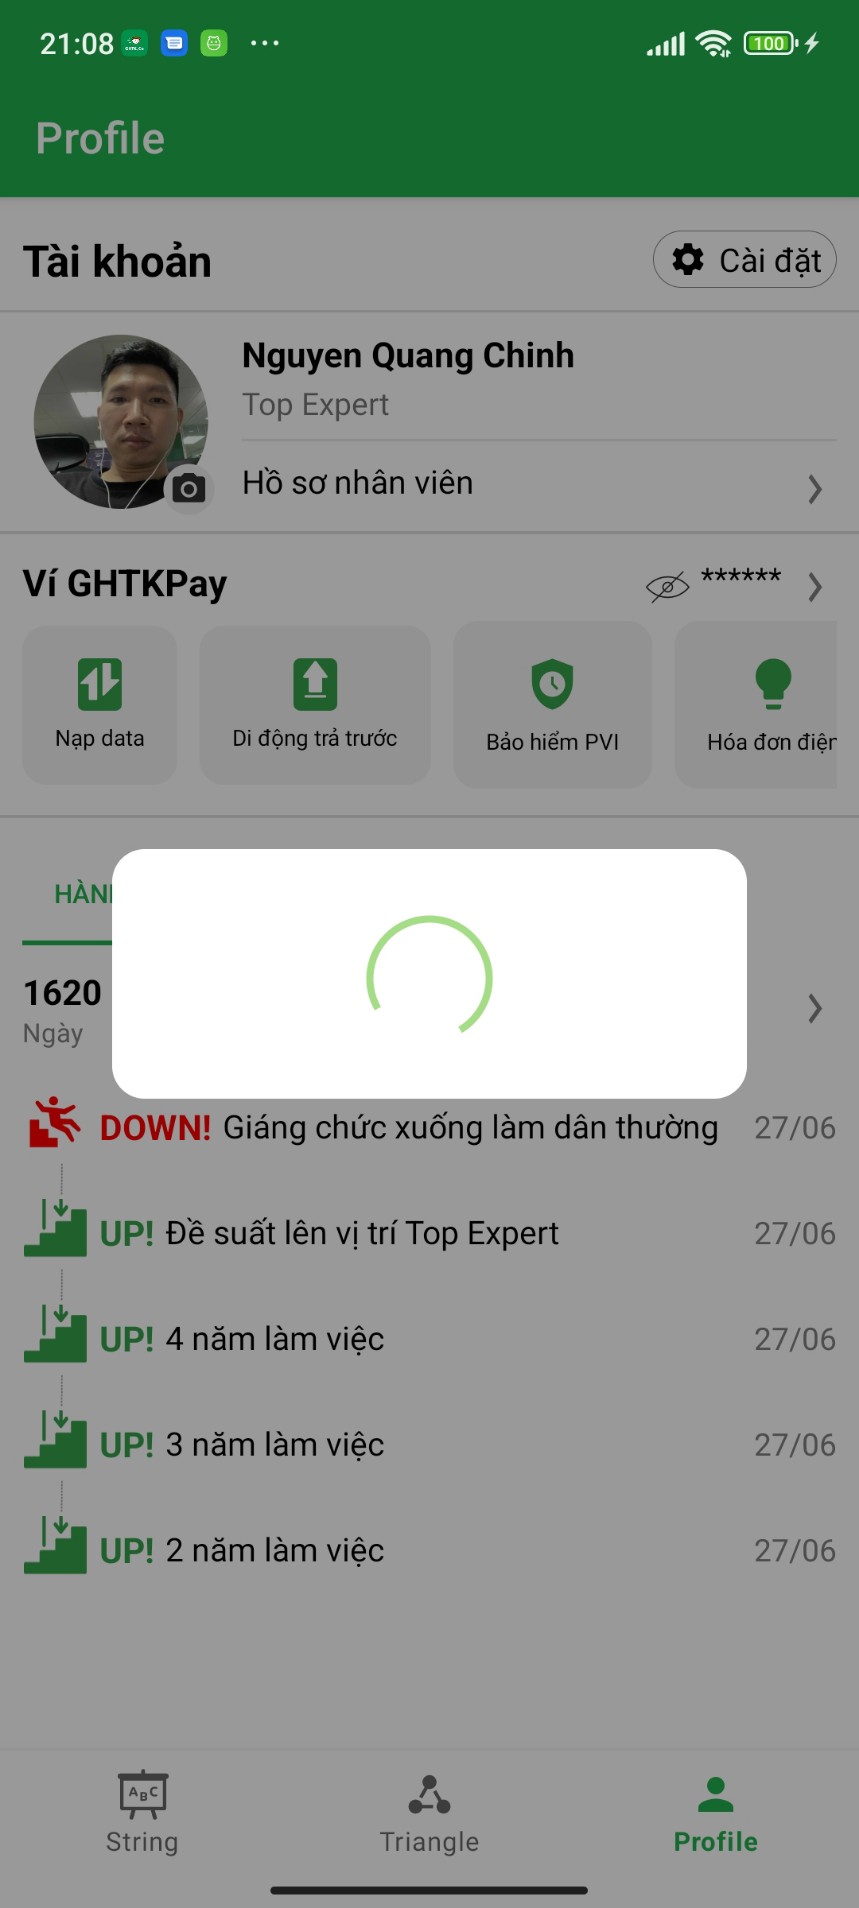 21:08
100
Profile
Tài khoản
Cài đặt
Nguyen Quang Chinh
Top Expert
Hồ sơ nhân viên
Ví GHTKPay
******
Nạp data
Di động trả trước
Bảo hiểm PVI
Hóa đơn điện
HÀN
1620
Ngày
DOWN! Giáng chức xuống làm dân thường 27/06
UP! Đề suất lên vị trí Top Expert 27/06
UP! 4 năm làm việc 27/06
UP! 3 năm làm việc 27/06
UP! 2 năm làm việc 27/06
ABC
String
Triangle
Profile